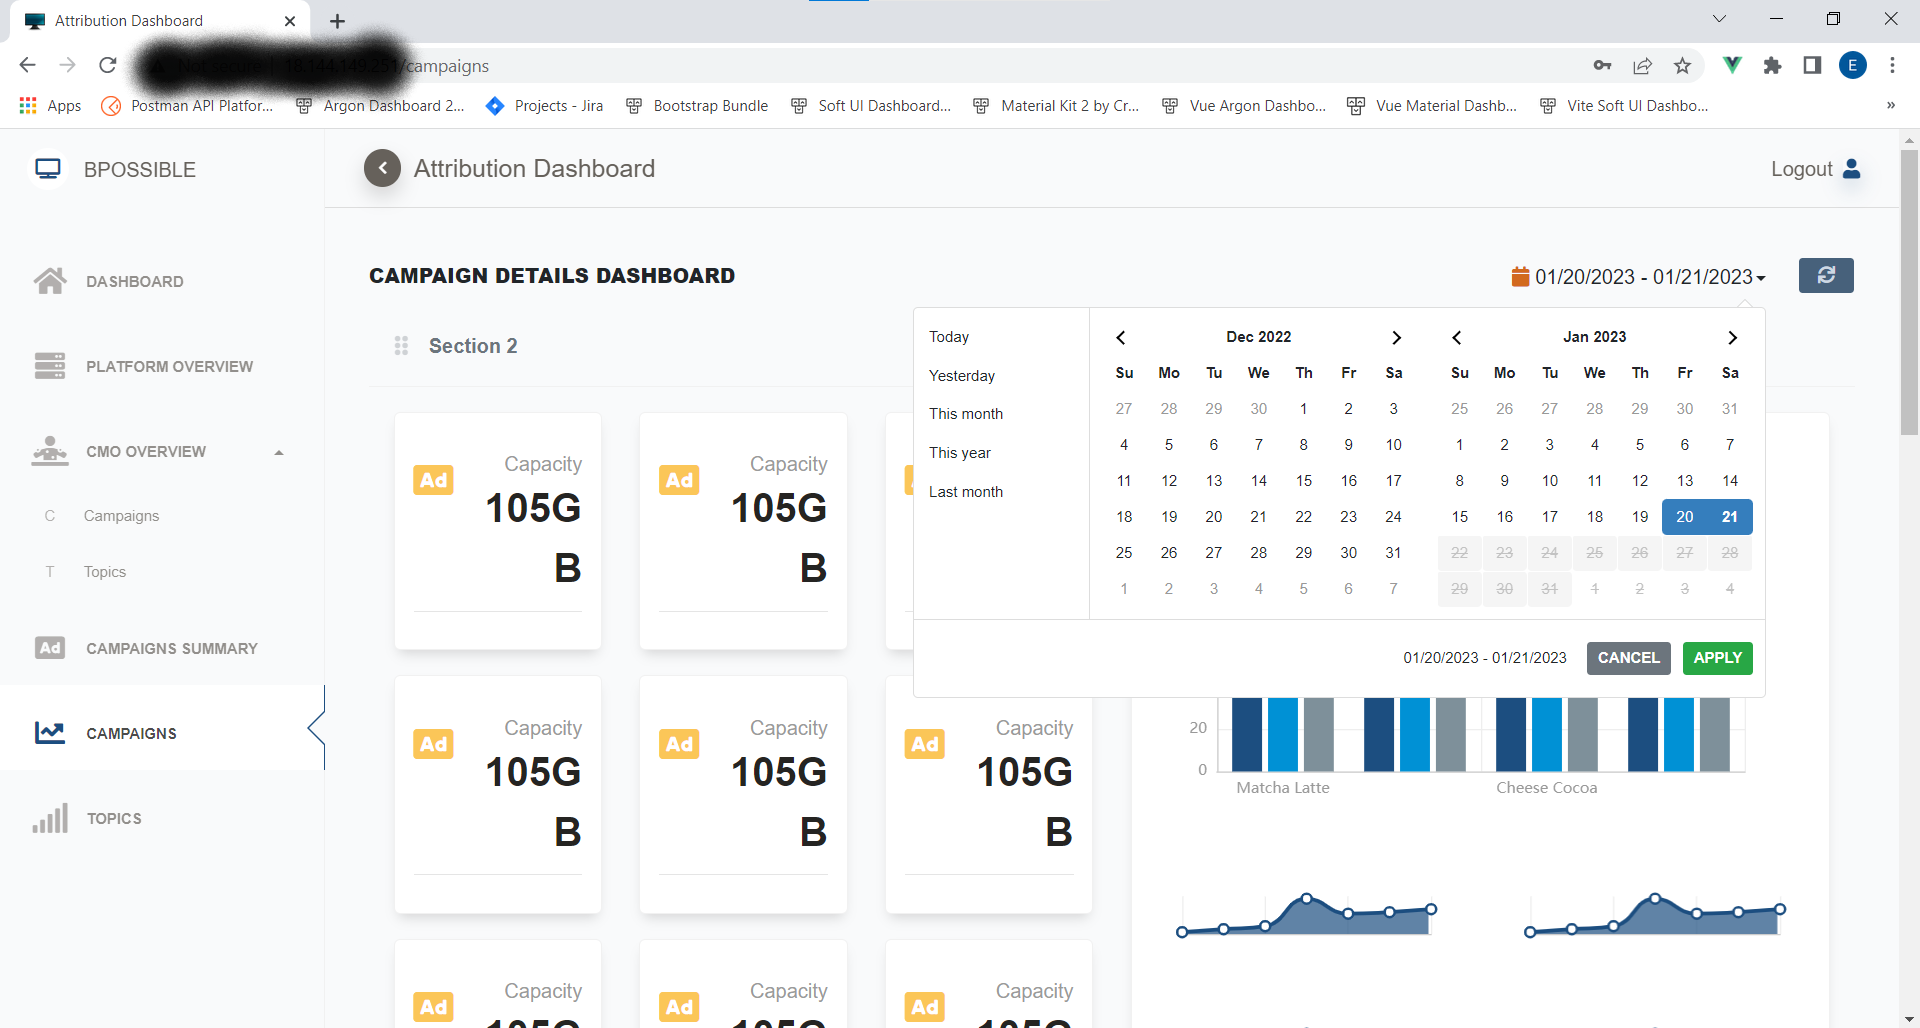 Attribution Dashboard
/campaigns
Apps
Postman API Platfor...
Argon Dashboard 2...
Projects - Jira
Bootstrap Bundle
Soft UI Dashboard...
Material Kit 2 by Cr...
Vue Argon Dashbo...
Vue Material Dashb...
Vite Soft UI Dashbo...
»
E
BPOSSIBLE
Attribution Dashboard
Logout
DASHBOARD
PLATFORM OVERVIEW
CMO OVERVIEW
C Campaigns
T Topics
CAMPAIGNS SUMMARY
Ad
CAMPAIGNS
TOPICS
CAMPAIGN DETAILS DASHBOARD
01/20/2023 - 01/21/2023
Section 2
Today
Yesterday
This month
This year
Last month
Dec 2022
Su Mo Tu We Th Fr Sa
27 28 29 30 1 2 3
4 5 6 7 8 9 10
11 12 13 14 15 16 17
18 19 20 21 22 23 24
25 26 27 28 29 30 31
1 2 3 4 5 6 7
Jan 2023
Su Mo Tu We Th Fr Sa
25 26 27 28 29 30 31
1 2 3 4 5 6 7
8 9 10 11 12 13 14
15 16 17 18 19 20 21
22 23 24 25 26 27 28
29 30 31 1 2 3 4
01/20/2023 - 01/21/2023
CANCEL
APPLY
Ad
Capacity
105G
B
Ad
Capacity
105G
B
Ad
Capacity
105G
B
Ad
Capacity
105G
B
Ad
Capacity
105G
B
Ad
Capacity
105G
Ad
Capacity
105G
Ad
Capacity
105G
20
0
Matcha Latte
Cheese Cocoa